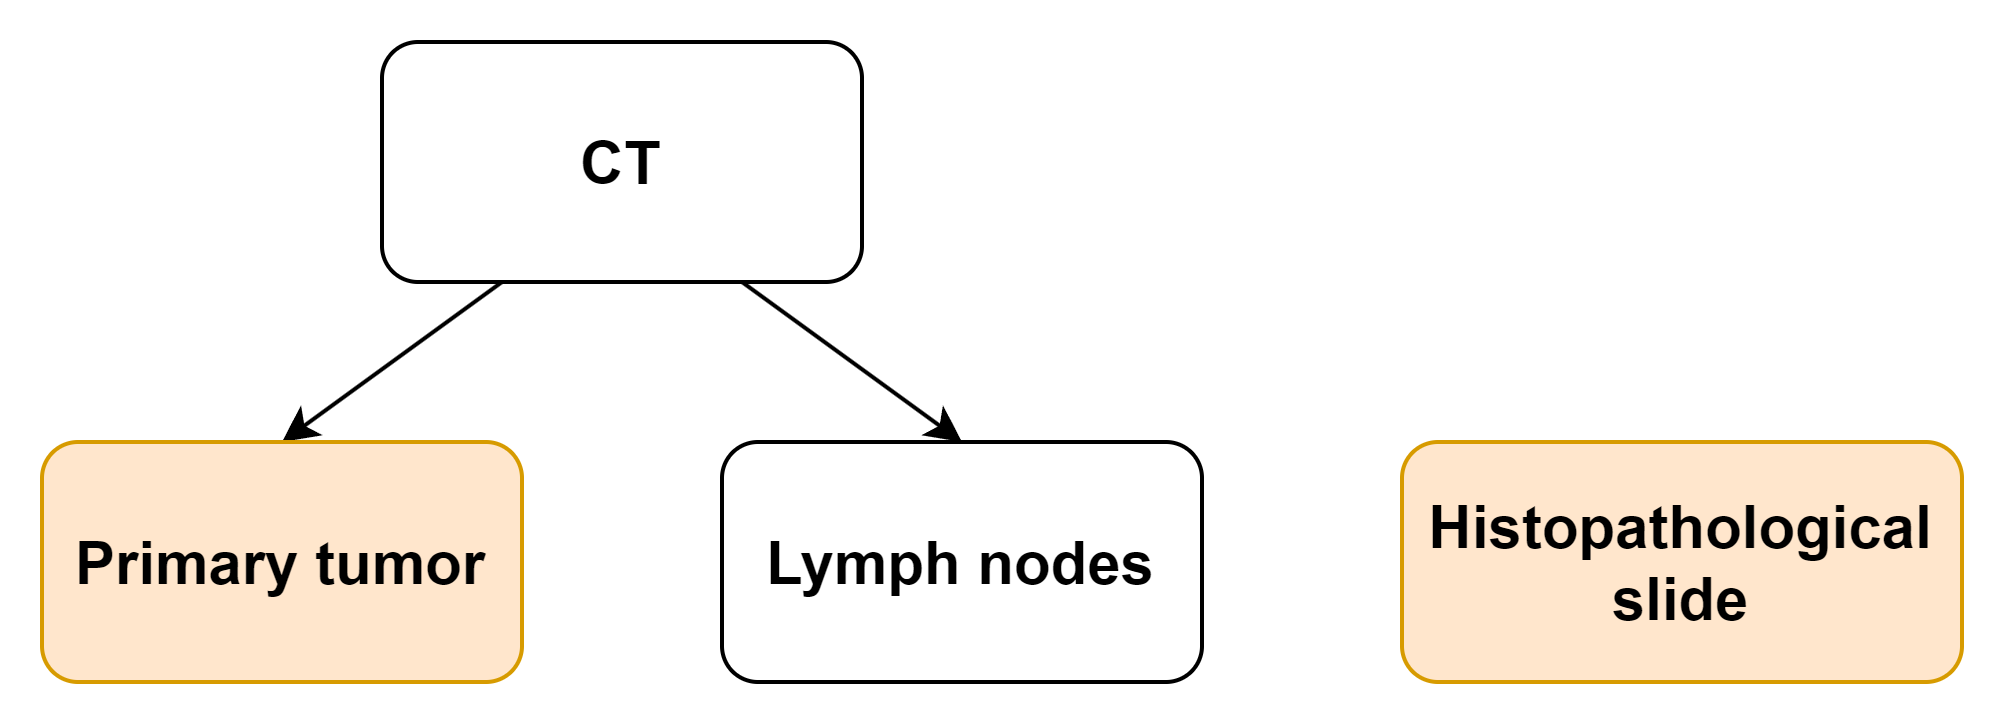 CT
Primary tumor
Lymph nodes
Histopathological
slide